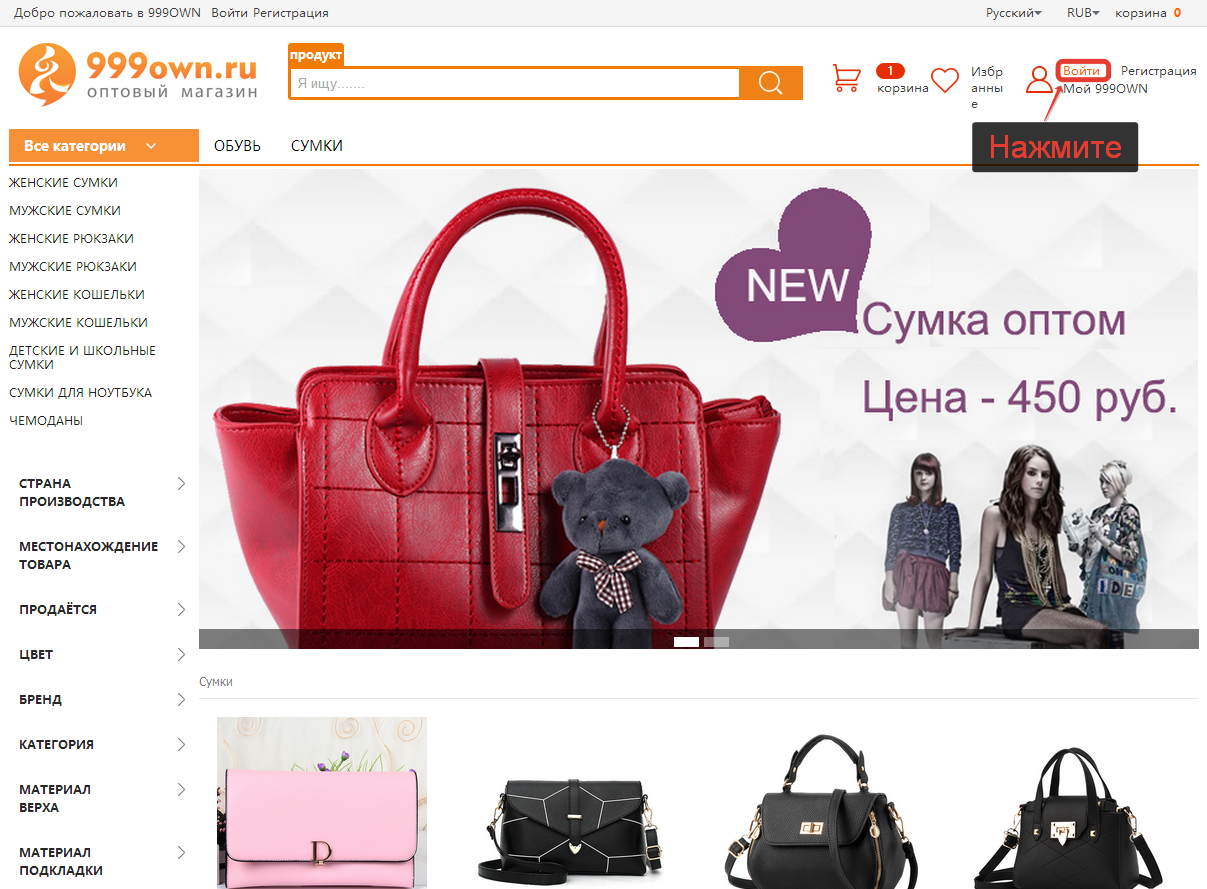 Добро пожаловать в 999OWN Войти Регистрация
Русский RUB корзина 0
999own.ru
оптовый магазин
продукт
Я ищу.......
1
корзина
Избр
анны
е
Войти Регистрация
Мой 999OWN
Нажмите
Все категории ОБУВЬ СУМКИ
ЖЕНСКИЕ СУМКИ
МУЖСКИЕ СУМКИ
ЖЕНСКИЕ РЮКЗАКИ
МУЖСКИЕ РЮКЗАКИ
ЖЕНСКИЕ КОШЕЛЬКИ
МУЖСКИЕ КОШЕЛЬКИ
ДЕТСКИЕ И ШКОЛЬНЫЕ
СУМКИ
СУМКИ ДЛЯ НОУТБУКА
ЧЕМОДАНЫ
СТРАНА
ПРОИЗВОДСТВА
МЕСТОНАХОЖДЕНИЕ
ТОВАРА
ПРОДАЁТСЯ
ЦВЕТ
БРЕНД
КАТЕГОРИЯ
МАТЕРИАЛ
ВЕРХА
МАТЕРИАЛ
ПОДКЛАДКИ
NEW
Сумка оптом
Цена - 450 руб.
Сумки
D